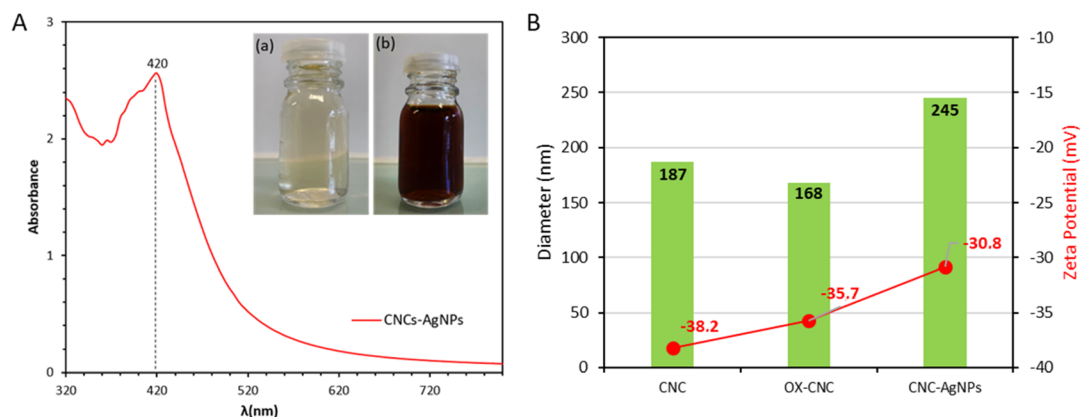 A
3
2
1
0
Absorbance
420
(a)
(b)
CNCs-AgNPs
320
420
520
620
720
λ(nm)
B
300
250
200
150
100
50
0
Diameter (nm)
187
168
245
-38.2
-35.7
-30.8
-10
-15
-20
-25
-30
-35
-40
Zeta Potential (mV)
CNC
OX-CNC
CNC-AgNPs